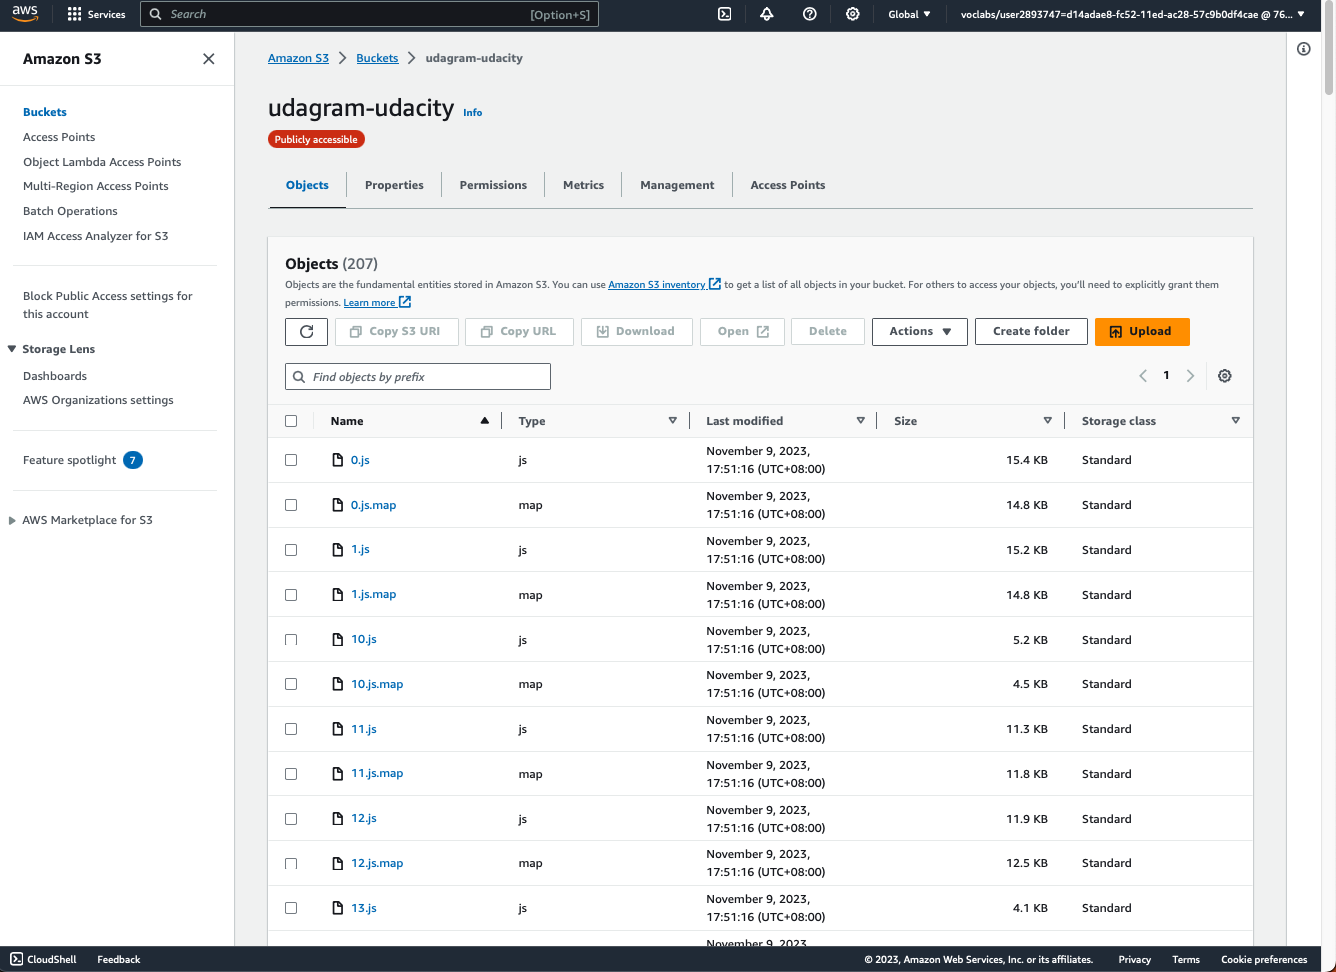 aws
Services
Search
[Option+S]
Global
voclabs/user2893747=d14adae8-fc52-11ed-ac28-57c9b0df4cae @ 76...
Amazon S3
Buckets
Access Points
Object Lambda Access Points
Multi-Region Access Points
Batch Operations
IAM Access Analyzer for S3
Block Public Access settings for
this account
Storage Lens
Dashboards
AWS Organizations settings
Feature spotlight 7
AWS Marketplace for S3
Amazon S3 > Buckets > udagram-udacity
udagram-udacity Info
Publicly accessible
Objects
Properties
Permissions
Metrics
Management
Access Points
Objects (207)
Objects are the fundamental entities stored in Amazon S3. You can use Amazon S3 inventory to get a list of all objects in your bucket. For others to access your objects, you'll need to explicitly grant them
permissions. Learn more
Copy S3 URI
Copy URL
Download
Open
Delete
Actions
Create folder
Upload
Find objects by prefix
1
Name Type Last modified Size Storage class
0.js js November 9, 2023, 15.4 KB Standard
17:51:16 (UTC+08:00)
0.js.map map November 9, 2023, 14.8 KB Standard
17:51:16 (UTC+08:00)
1.js js November 9, 2023, 15.2 KB Standard
17:51:16 (UTC+08:00)
1.js.map map November 9, 2023, 14.8 KB Standard
17:51:16 (UTC+08:00)
10.js js November 9, 2023, 5.2 KB Standard
17:51:16 (UTC+08:00)
10.js.map map November 9, 2023, 4.5 KB Standard
17:51:16 (UTC+08:00)
11.js js November 9, 2023, 11.3 KB Standard
17:51:16 (UTC+08:00)
11.js.map map November 9, 2023, 11.8 KB Standard
17:51:16 (UTC+08:00)
12.js js November 9, 2023, 11.9 KB Standard
17:51:16 (UTC+08:00)
12.js.map map November 9, 2023, 12.5 KB Standard
17:51:16 (UTC+08:00)
13.js js November 9, 2023, 4.1 KB Standard
17:51:16 (UTC+08:00)
November 9, 2023,
CloudShell
Feedback
© 2023, Amazon Web Services, Inc. or its affiliates.
Privacy
Terms
Cookie preferences